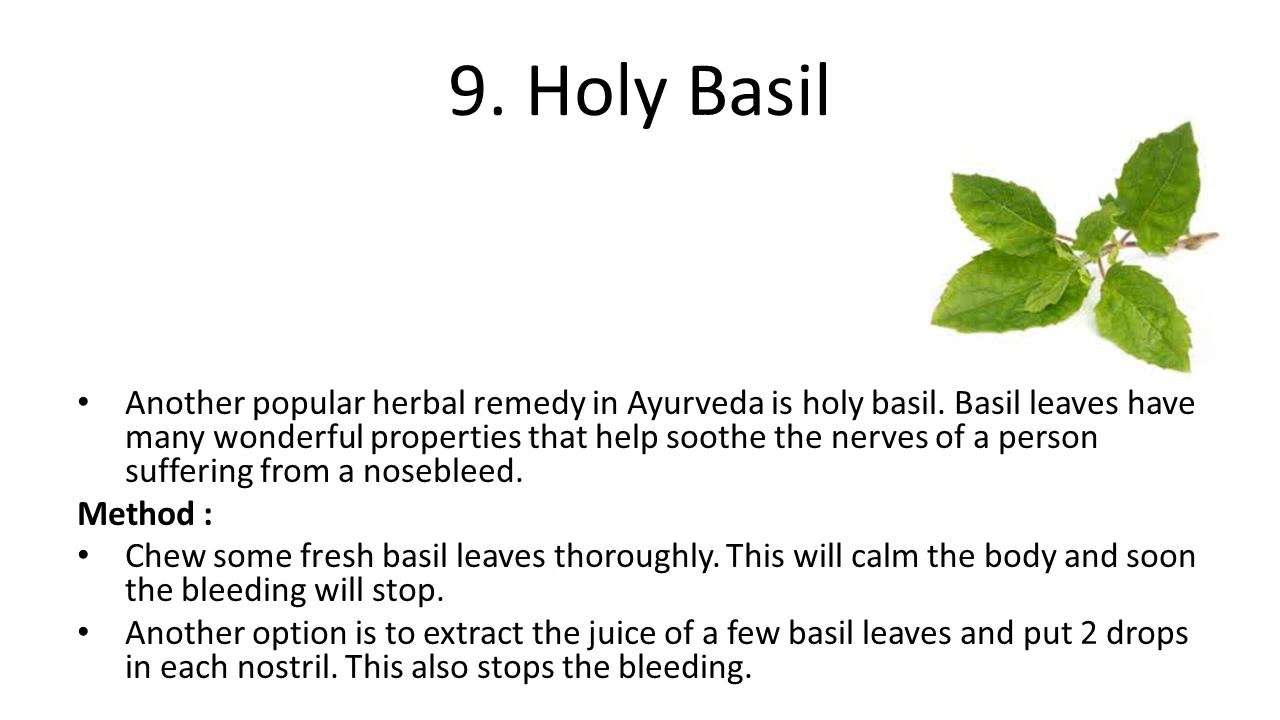 9. Holy Basil
• Another popular herbal remedy in Ayurveda is holy basil. Basil leaves have
many wonderful properties that help soothe the nerves of a person
suffering from a nosebleed.
Method :
• Chew some fresh basil leaves thoroughly. This will calm the body and soon
the bleeding will stop.
• Another option is to extract the juice of a few basil leaves and put 2 drops
in each nostril. This also stops the bleeding.